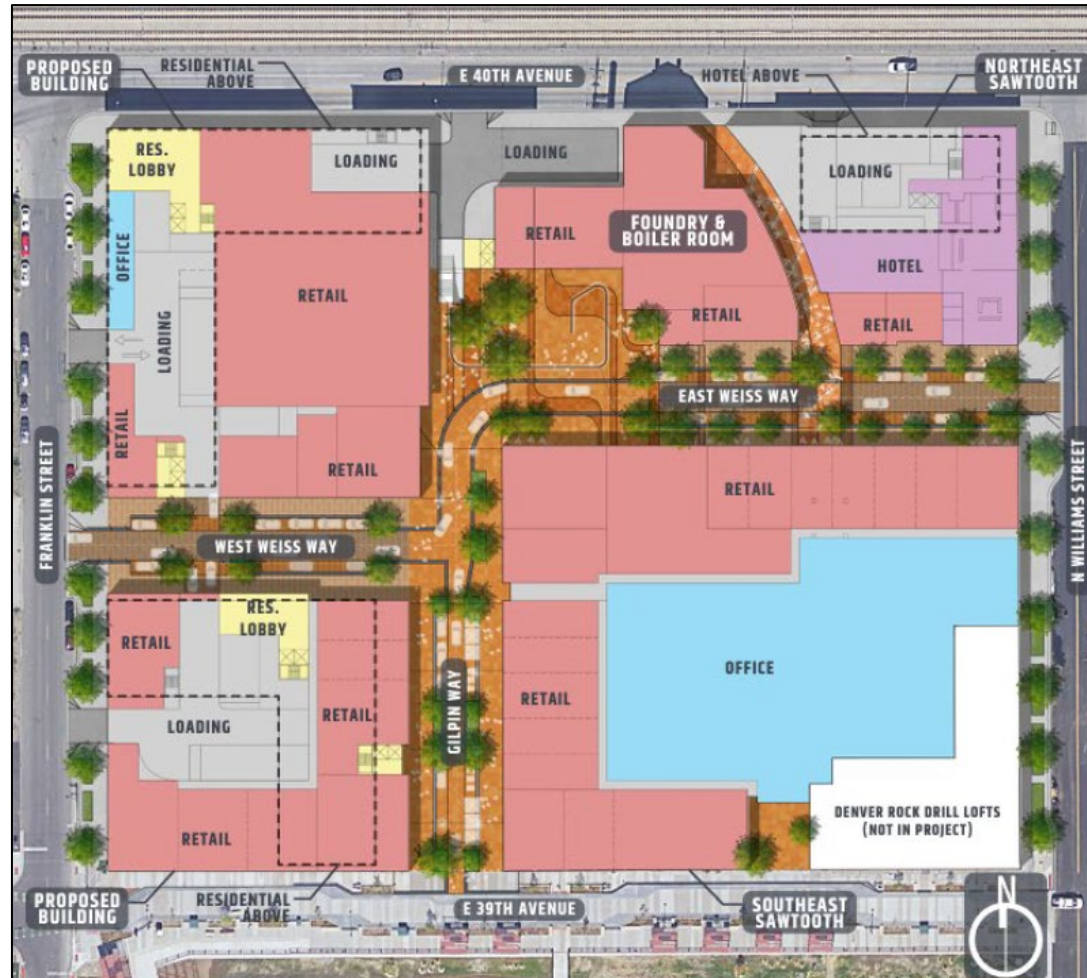 PROPOSED
BUILDING
RESIDENTIAL
ABOVE
E 40TH AVENUE
HOTEL ABOVE
NORTHEAST
SAWTOOTH
RES.
LOBBY
LOADING
LOADING
LOADING
OFFICE
FOUNDRY &
BOILER ROOM
RETAIL
HOTEL
RETAIL
LOADING
RETAIL
RETAIL
RETAIL
EAST WEISS WAY
RETAIL
RETAIL
FRANKLIN STREET
WEST WEISS WAY
N WILLIAMS STREET
RES.
LOBBY
RETAIL
OFFICE
RETAIL
RETAIL
GILPIN WAY
LOADING
DENVER ROCK DRILL LOFTS
(NOT IN PROJECT)
RETAIL
PROPOSED
BUILDING
RESIDENTIAL
ABOVE
E 39TH AVENUE
SOUTHEAST
SAWTOOTH
N